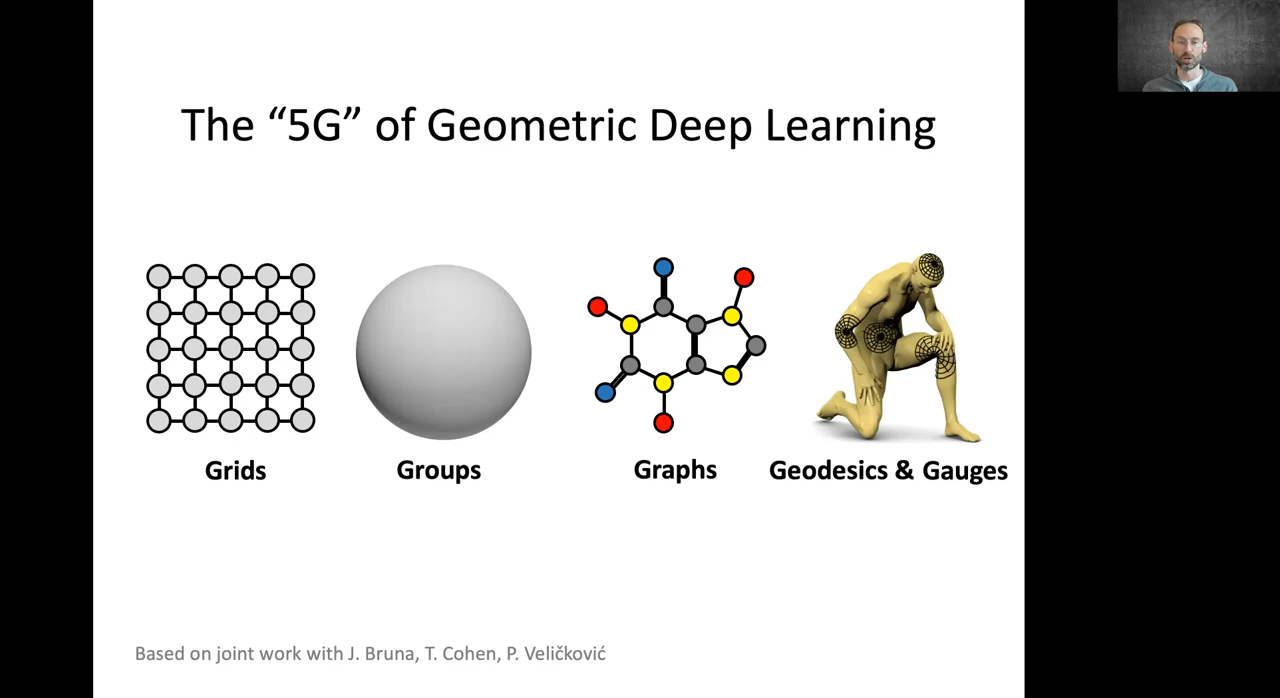 The “5G” of Geometric Deep Learning
Grids
Groups
Graphs
Geodesics & Gauges
Based on joint work with J. Bruna, T. Cohen, P. Veličković